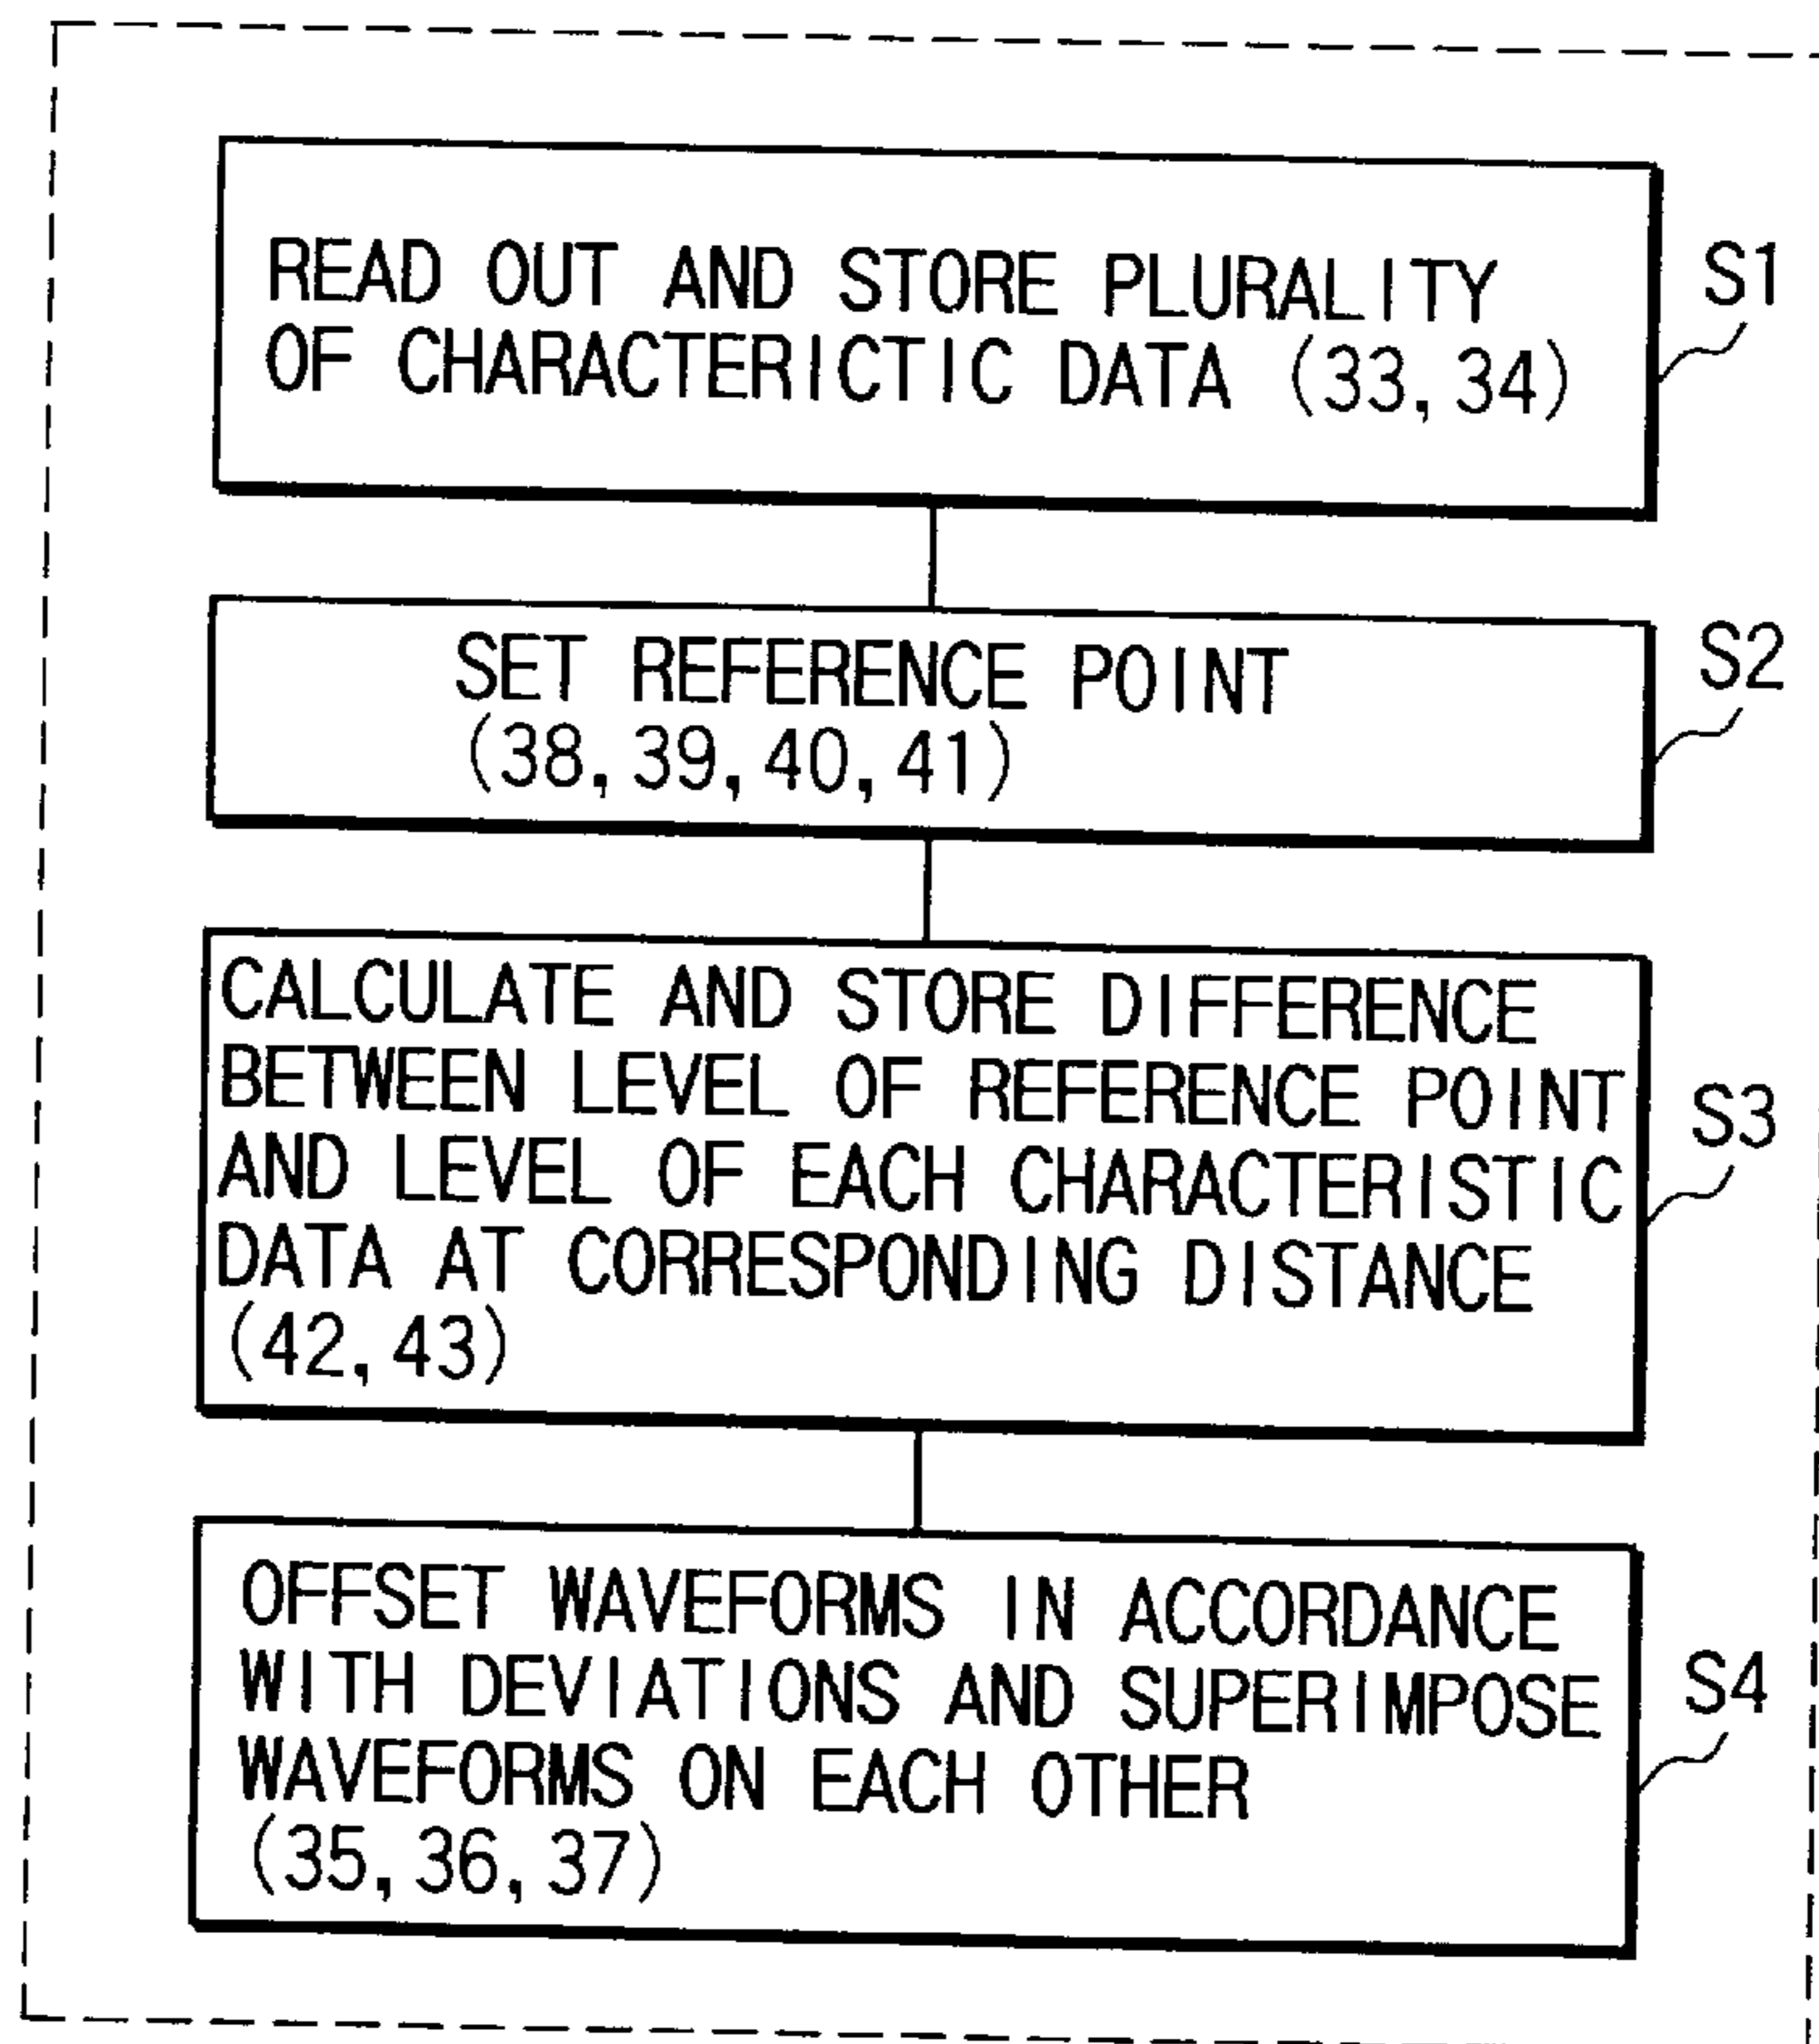 READ OUT AND STORE PLURALITY
OF CHARACTERICTIC DATA (33, 34)
S1
SET REFERENCE POINT
(38, 39, 40, 41)
S2
CALCULATE AND STORE DIFFERENCE
BETWEEN LEVEL OF REFERENCE POINT
AND LEVEL OF EACH CHARACTERISTIC
DATA AT CORRESPONDING DISTANCE
(42, 43)
S3
OFFSET WAVEFORMS IN ACCORDANCE
WITH DEVIATIONS AND SUPERIMPOSE
WAVEFORMS ON EACH OTHER
(35, 36, 37)
S4